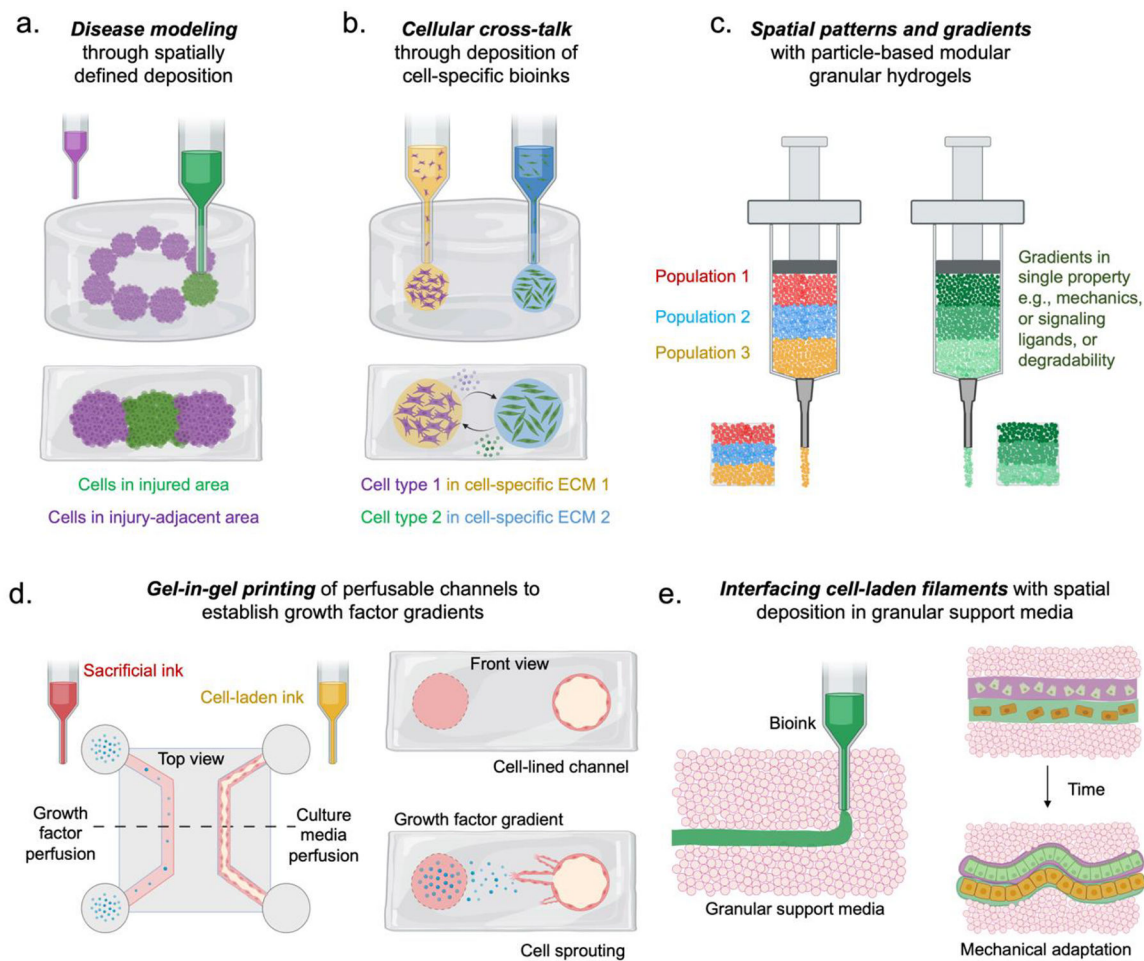 a.
Disease modeling
through spatially
defined deposition
Cells in injured area
Cells in injury-adjacent area
b.
Cellular cross-talk
through deposition of
cell-specific bioinks
Cell type 1 in cell-specific ECM 1
Cell type 2 in cell-specific ECM 2
c.
Spatial patterns and gradients
with particle-based modular
granular hydrogels
Population 1
Population 2
Population 3
Gradients in
single property
e.g., mechanics,
or signaling
ligands, or
degradability
d.
Gel-in-gel printing of perfusable channels to
establish growth factor gradients
Sacrificial ink
Cell-laden ink
Top view
Growth
factor
perfusion
Culture
media
perfusion
Front view
Cell-lined channel
Growth factor gradient
Cell sprouting
e.
Interfacing cell-laden filaments with spatial
deposition in granular support media
Bioink
Granular support media
Time
Mechanical adaptation